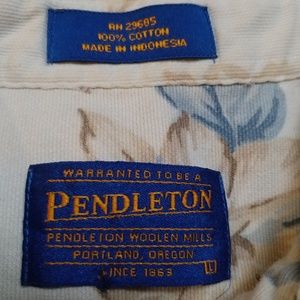 RN 29685
100% COTTON
MADE IN INDONESIA
WARRANTED TO BE A
PENDLETON
PENDLETON WOOLEN MILLS
PORTLAND, OREGON
SINCE 1863